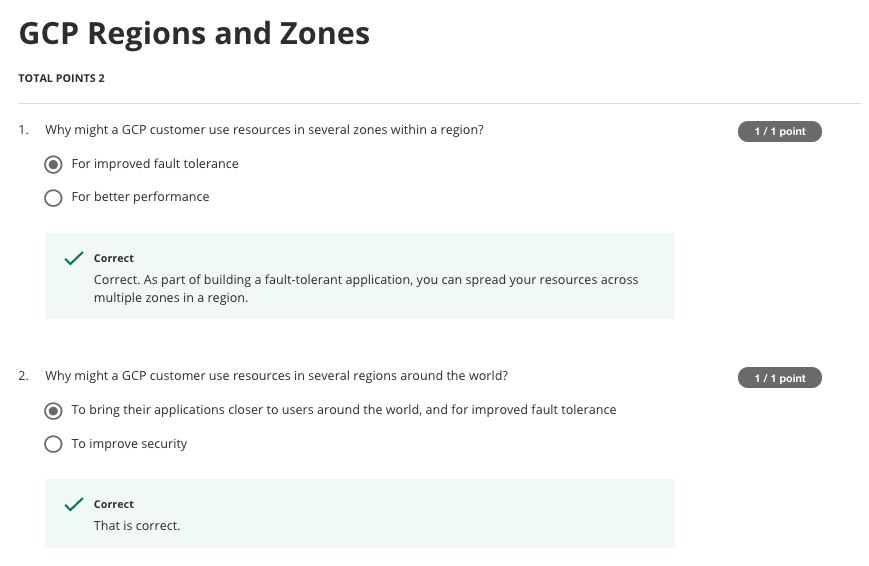 GCP Regions and Zones
TOTAL POINTS 2
1. Why might a GCP customer use resources in several zones within a region?
1 / 1 point
For improved fault tolerance
For better performance
Correct
Correct. As part of building a fault-tolerant application, you can spread your resources across
multiple zones in a region.
2. Why might a GCP customer use resources in several regions around the world?
1 / 1 point
To bring their applications closer to users around the world, and for improved fault tolerance
To improve security
Correct
That is correct.